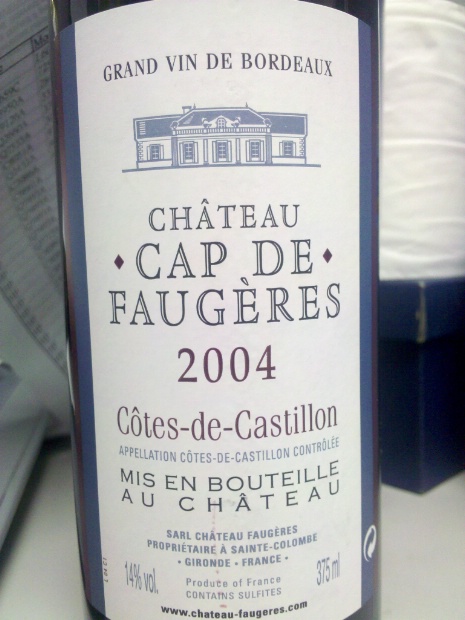 GRAND VIN DE BORDEAUX
CHÂTEAU
CAP DE
FAUGÈRES
2004
Côtes-de-Castillon
APPELLATION CÔTES-DE-CASTILLON CONTRÔLÉE
MIS EN BOUTEILLE
AU CHÂTEAU
SARL CHÂTEAU FAUGÈRES
PROPRIÉTAIRE À SAINTE-COLOMBE
• GIRONDE • FRANCE •
14% vol.
Produce of France
375 ml
CONTAINS SULFITES
www.chateau-faugeres.com